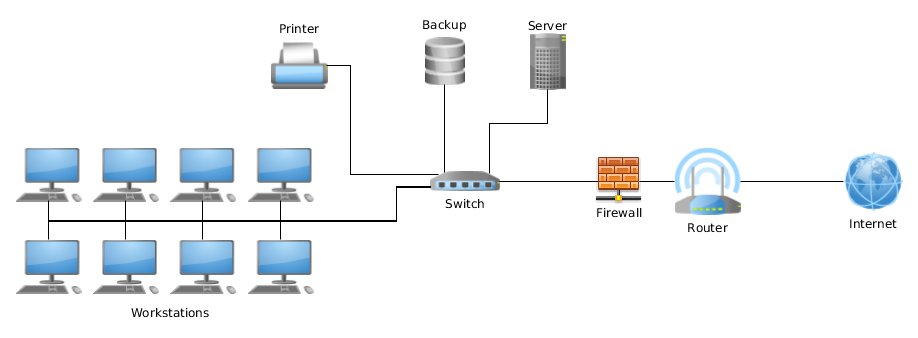 Backup
Server
Printer
Switch
Firewall
Router
Internet
Workstations